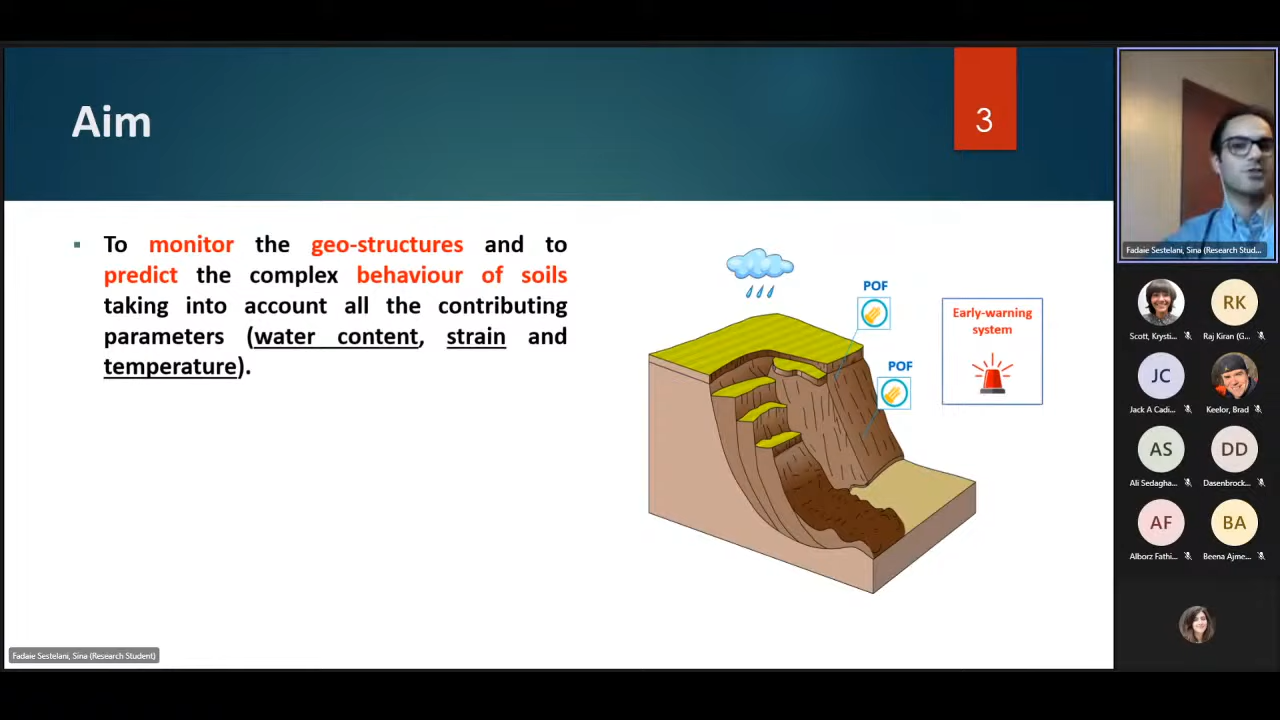 Aim
3
▪ To monitor the geo-structures and to
predict the complex behaviour of soils
taking into account all the contributing
parameters (water content, strain and
temperature).
POF
POF
Early-warning
system
Fadaie Sestelani, Sina (Research Student)
Fadaie Sestelani, Sina (Research Stud...
Scott, Krysti...
RK
Raj Kiran (G...
JC
Jack A Cadi...
Keelor, Brad
AS
Ali Sedagha...
DD
Dasenbrock...
AF
Alborz Fathi...
BA
Beena Ajme...